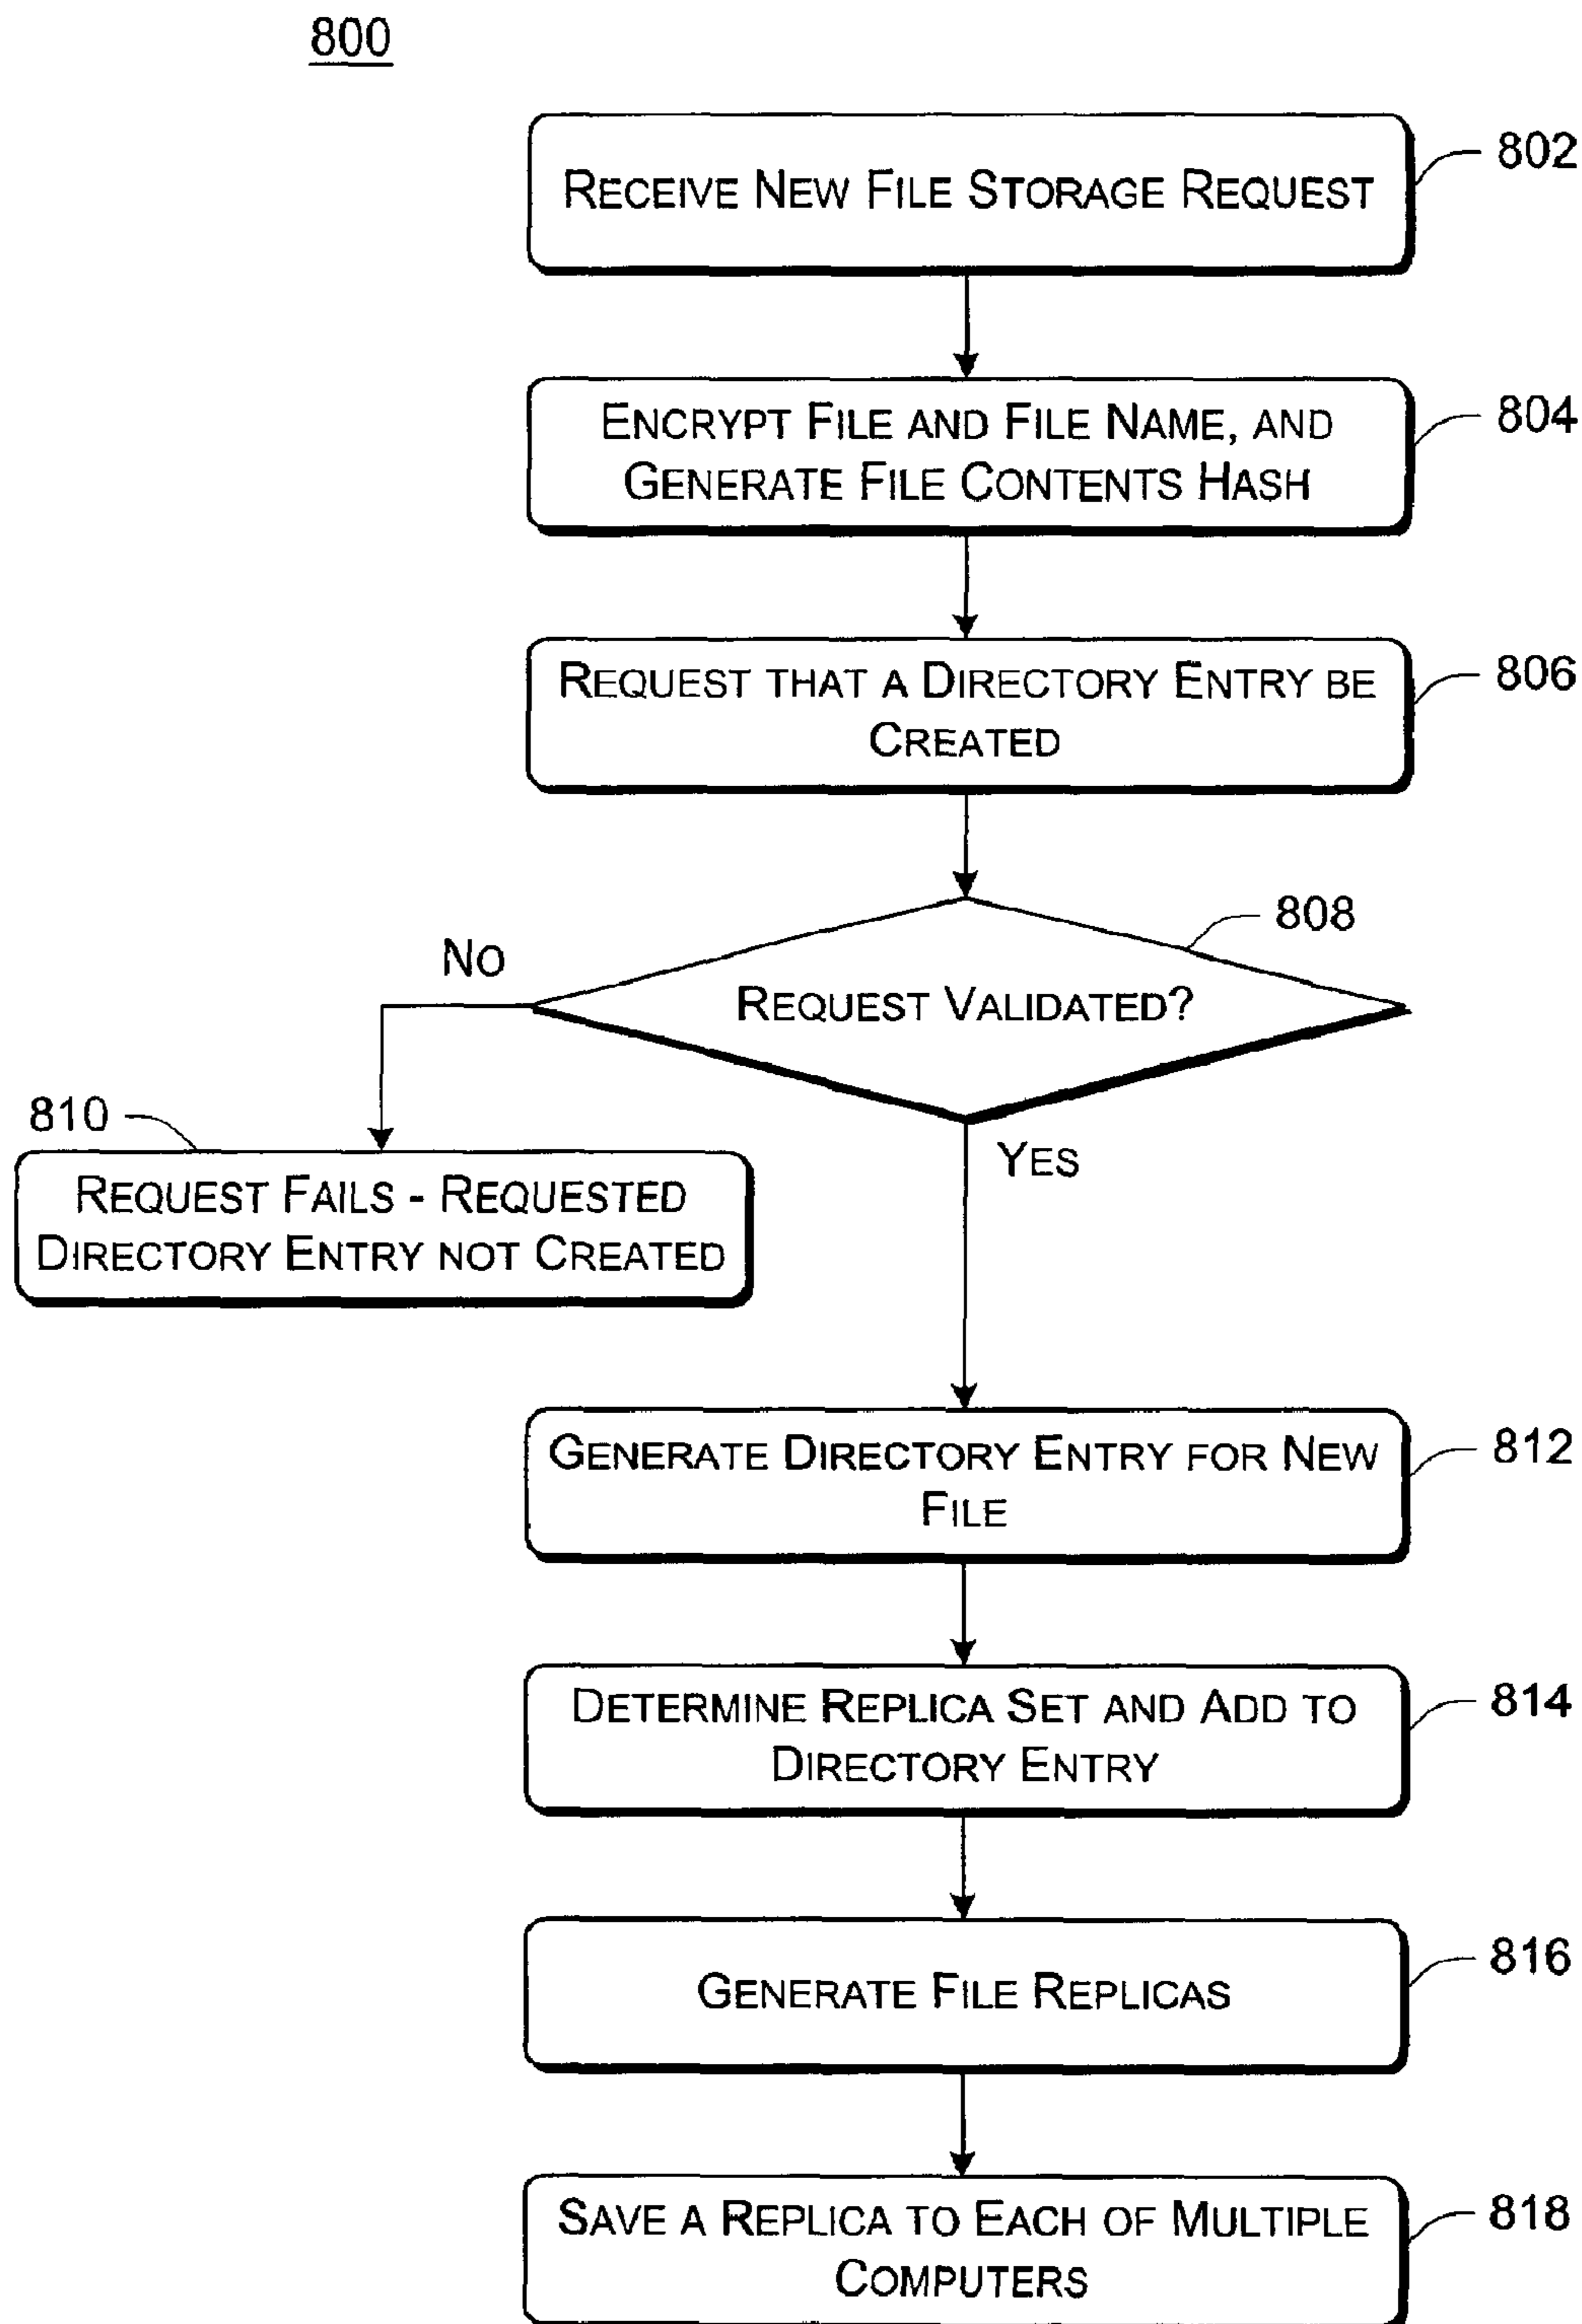 800
RECEIVE NEW FILE STORAGE REQUEST
802
ENCRYPT FILE AND FILE NAME, AND
GENERATE FILE CONTENTS HASH
804
REQUEST THAT A DIRECTORY ENTRY BE
CREATED
806
808
NO
REQUEST VALIDATED?
810
YES
REQUEST FAILS - REQUESTED
DIRECTORY ENTRY NOT CREATED
GENERATE DIRECTORY ENTRY FOR NEW
FILE
812
DETERMINE REPLICA SET AND ADD TO
DIRECTORY ENTRY
814
GENERATE FILE REPLICAS
816
SAVE A REPLICA TO EACH OF MULTIPLE
COMPUTERS
818